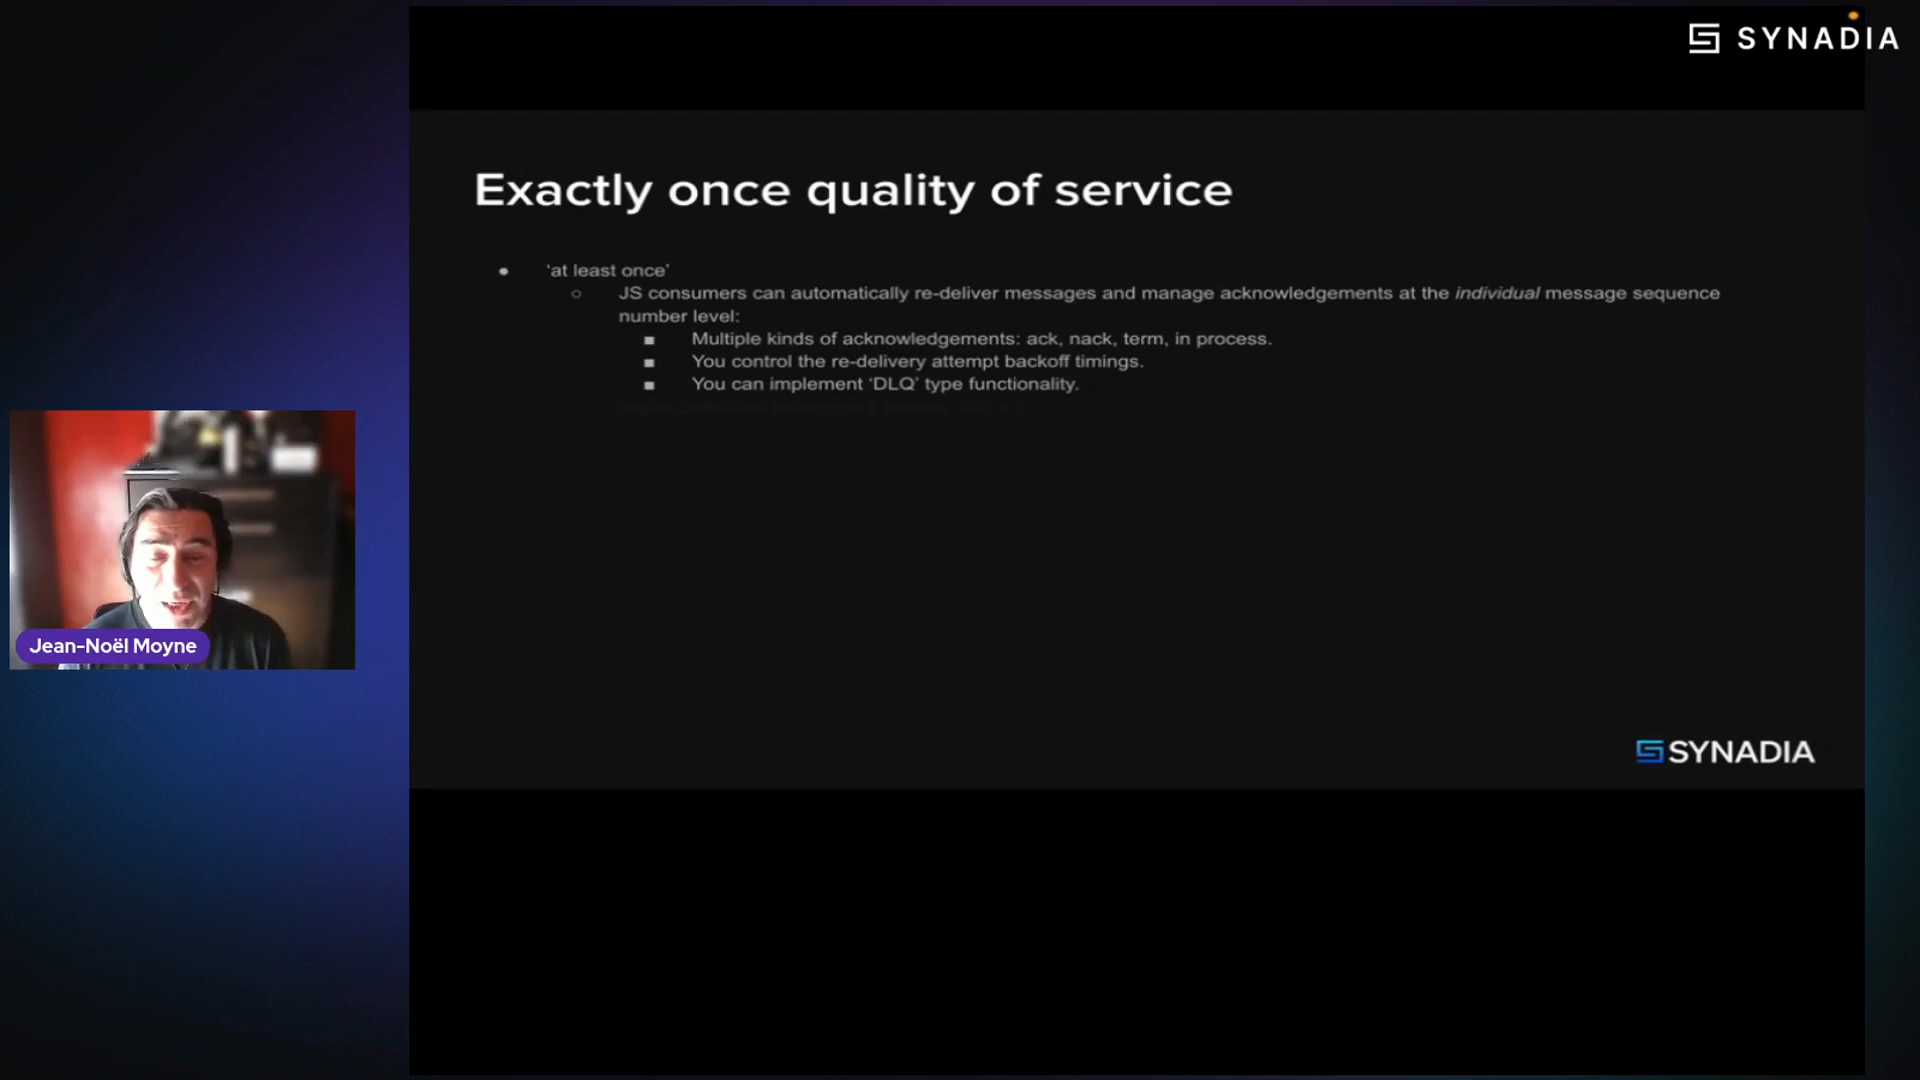 SYNADIA
Exactly once quality of service
● 'at least once'
○ JS consumers can automatically re-deliver messages and manage acknowledgements at the individual message sequence
number level:
■ Multiple kinds of acknowledgements: ack, nack, term, in process.
■ You control the re-delivery attempt backoff timings.
■ You can implement 'DLQ' type functionality.
Jean-Noël Moyne
SYNADIA